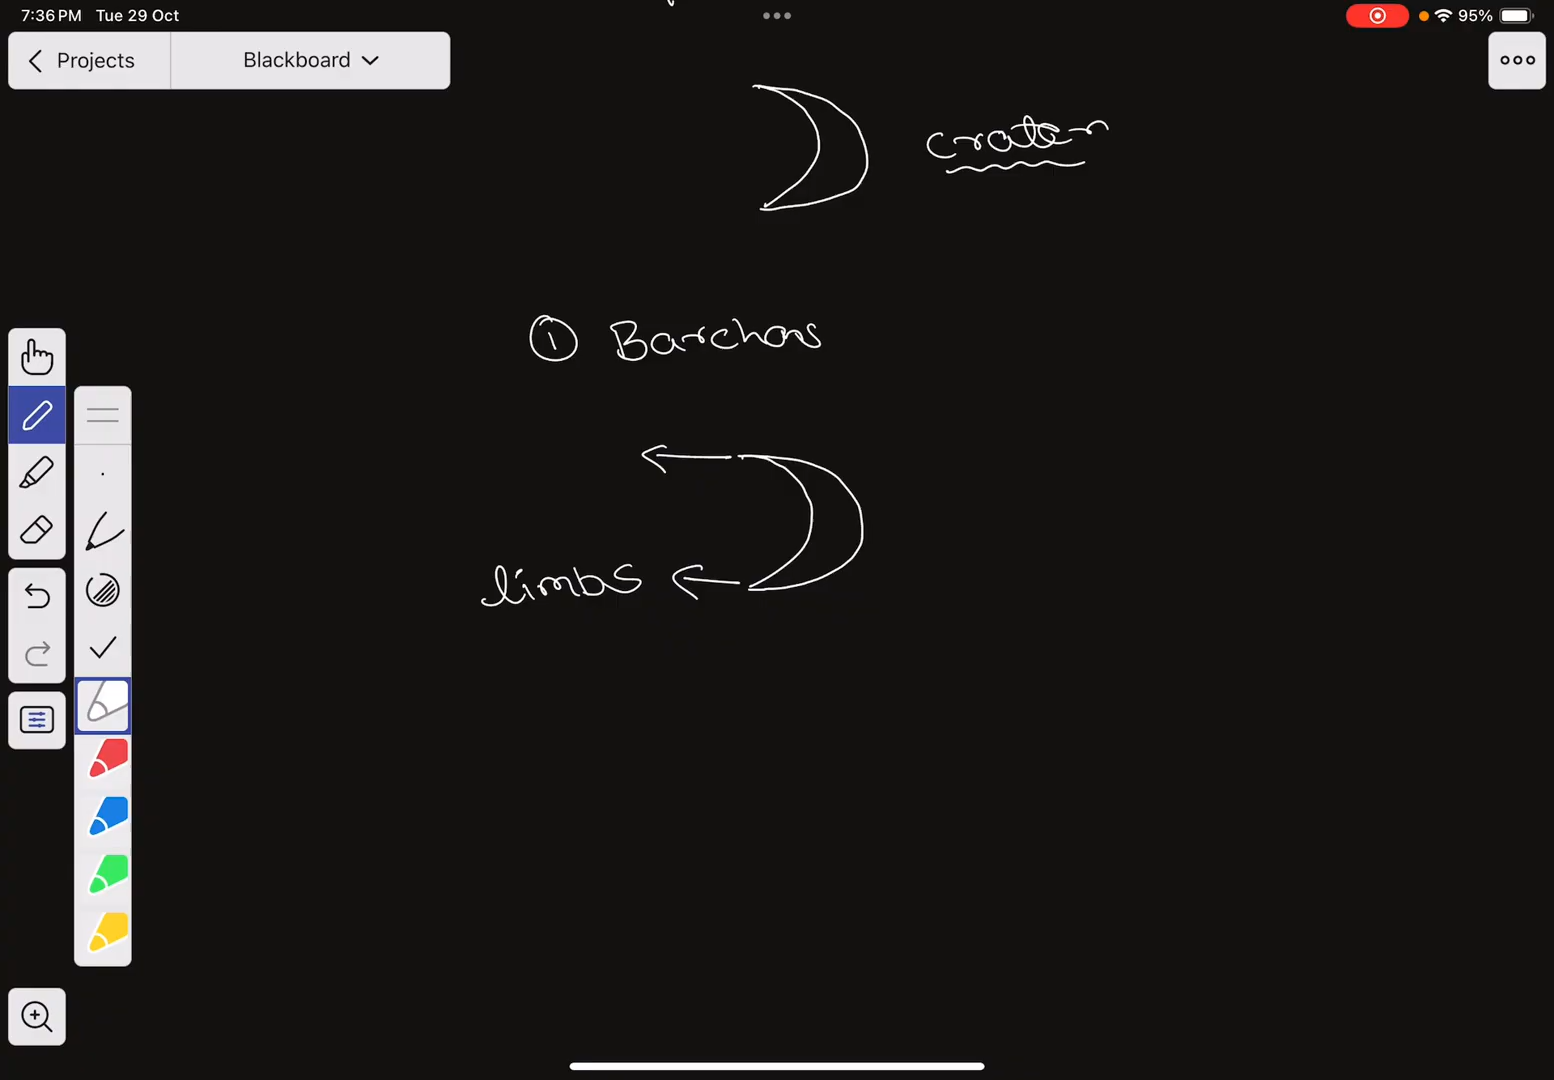 7:36 PM Tue 29 Oct
95%
Projects
Blackboard
crater
① Barchans
limbs